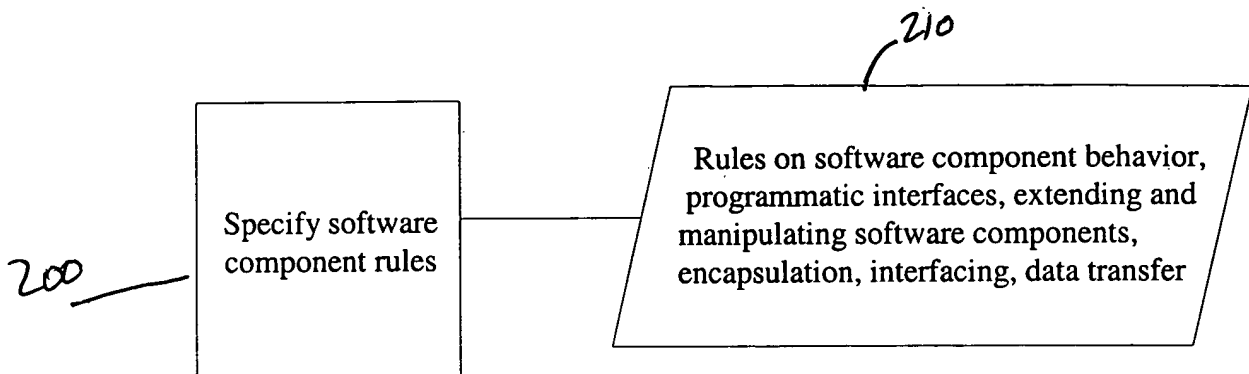 210
Rules on software component behavior,
programmatic interfaces, extending and
manipulating software components,
encapsulation, interfacing, data transfer
Specify software
component rules
200